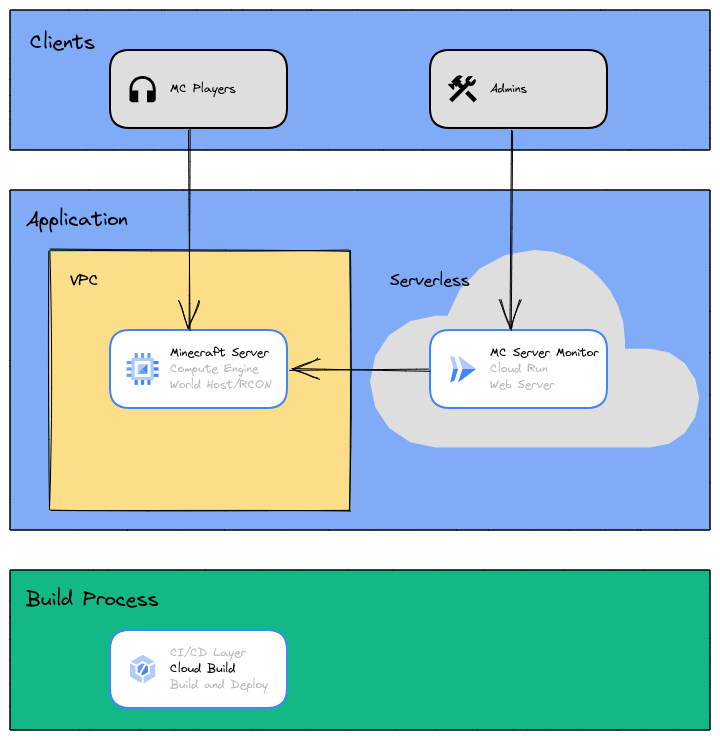 Clients
MC Players
Admins
Application
VPC
Serverless
Minecraft Server
Compute Engine
World Host/RCON
MC Server Monitor
Cloud Run
Web Server
Build Process
CI/CD Layer
Cloud Build
Build and Deploy